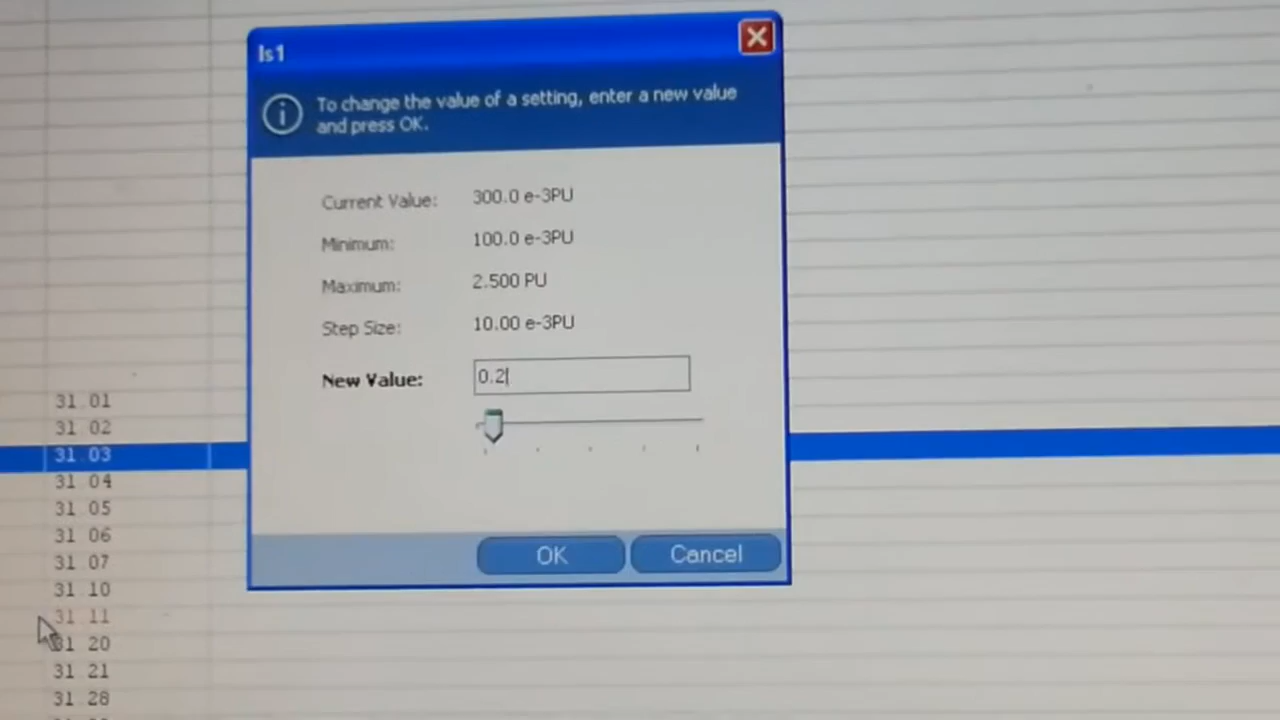 Is1
To change the value of a setting, enter a new value
and press OK.
Current Value: 300.0 e-3PU
Minimum: 100.0 e-3PU
Maximum: 2.500 PU
Step Size: 10.00 e-3PU
New Value: 0.2
OK Cancel
31 01
31 02
31 03
31 04
31 05
31 06
31 07
31 10
31 11
31 20
31 21
31 28